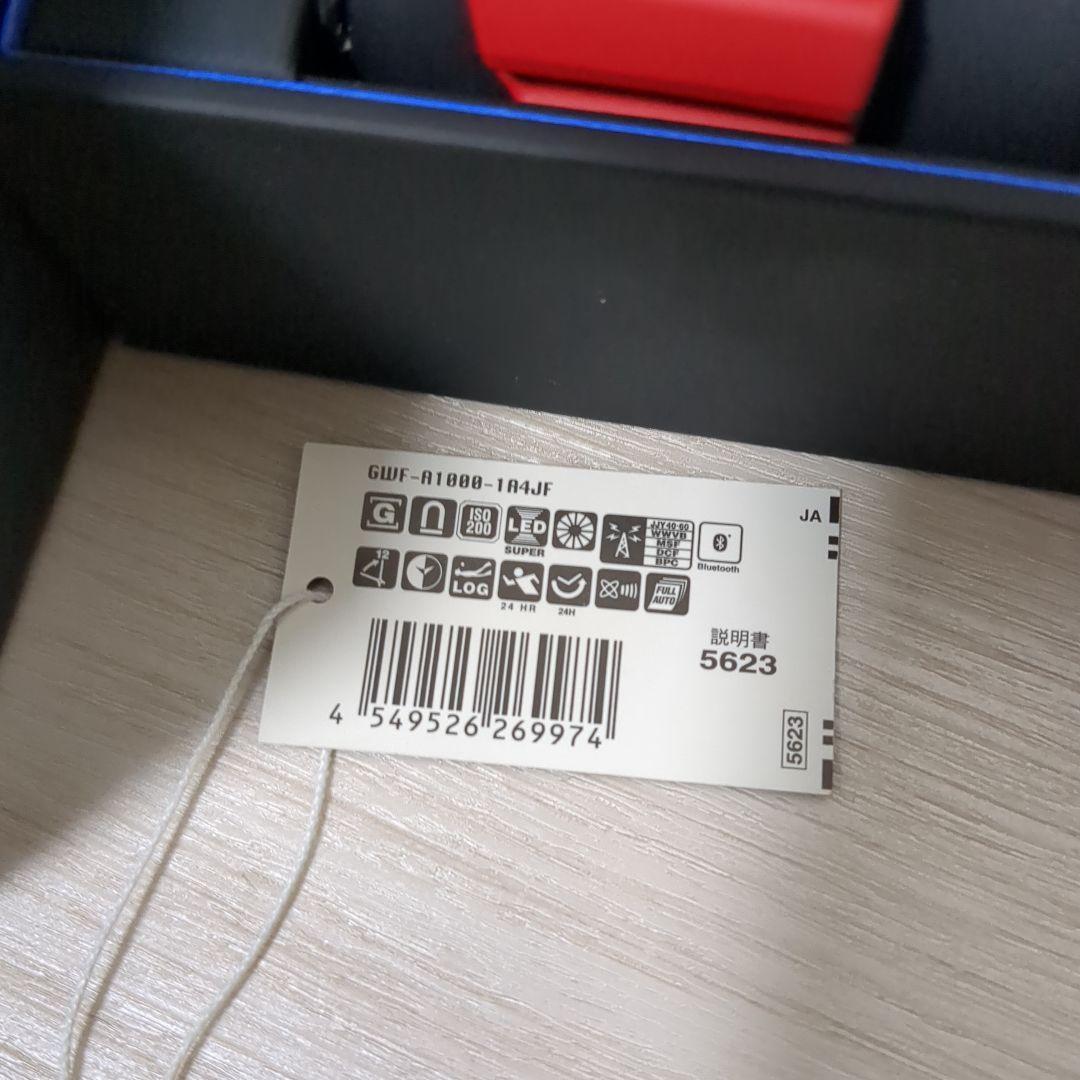 GWF-A1000-1A4JF
JA
G
ISO 200
LED
SUPER
JJY40·60
WWVB
MSF
DCF
BPC
Bluetooth
12
LOG
24 HR
24H
FULL AUTO
説明書
5623
4 549526 269974
5623